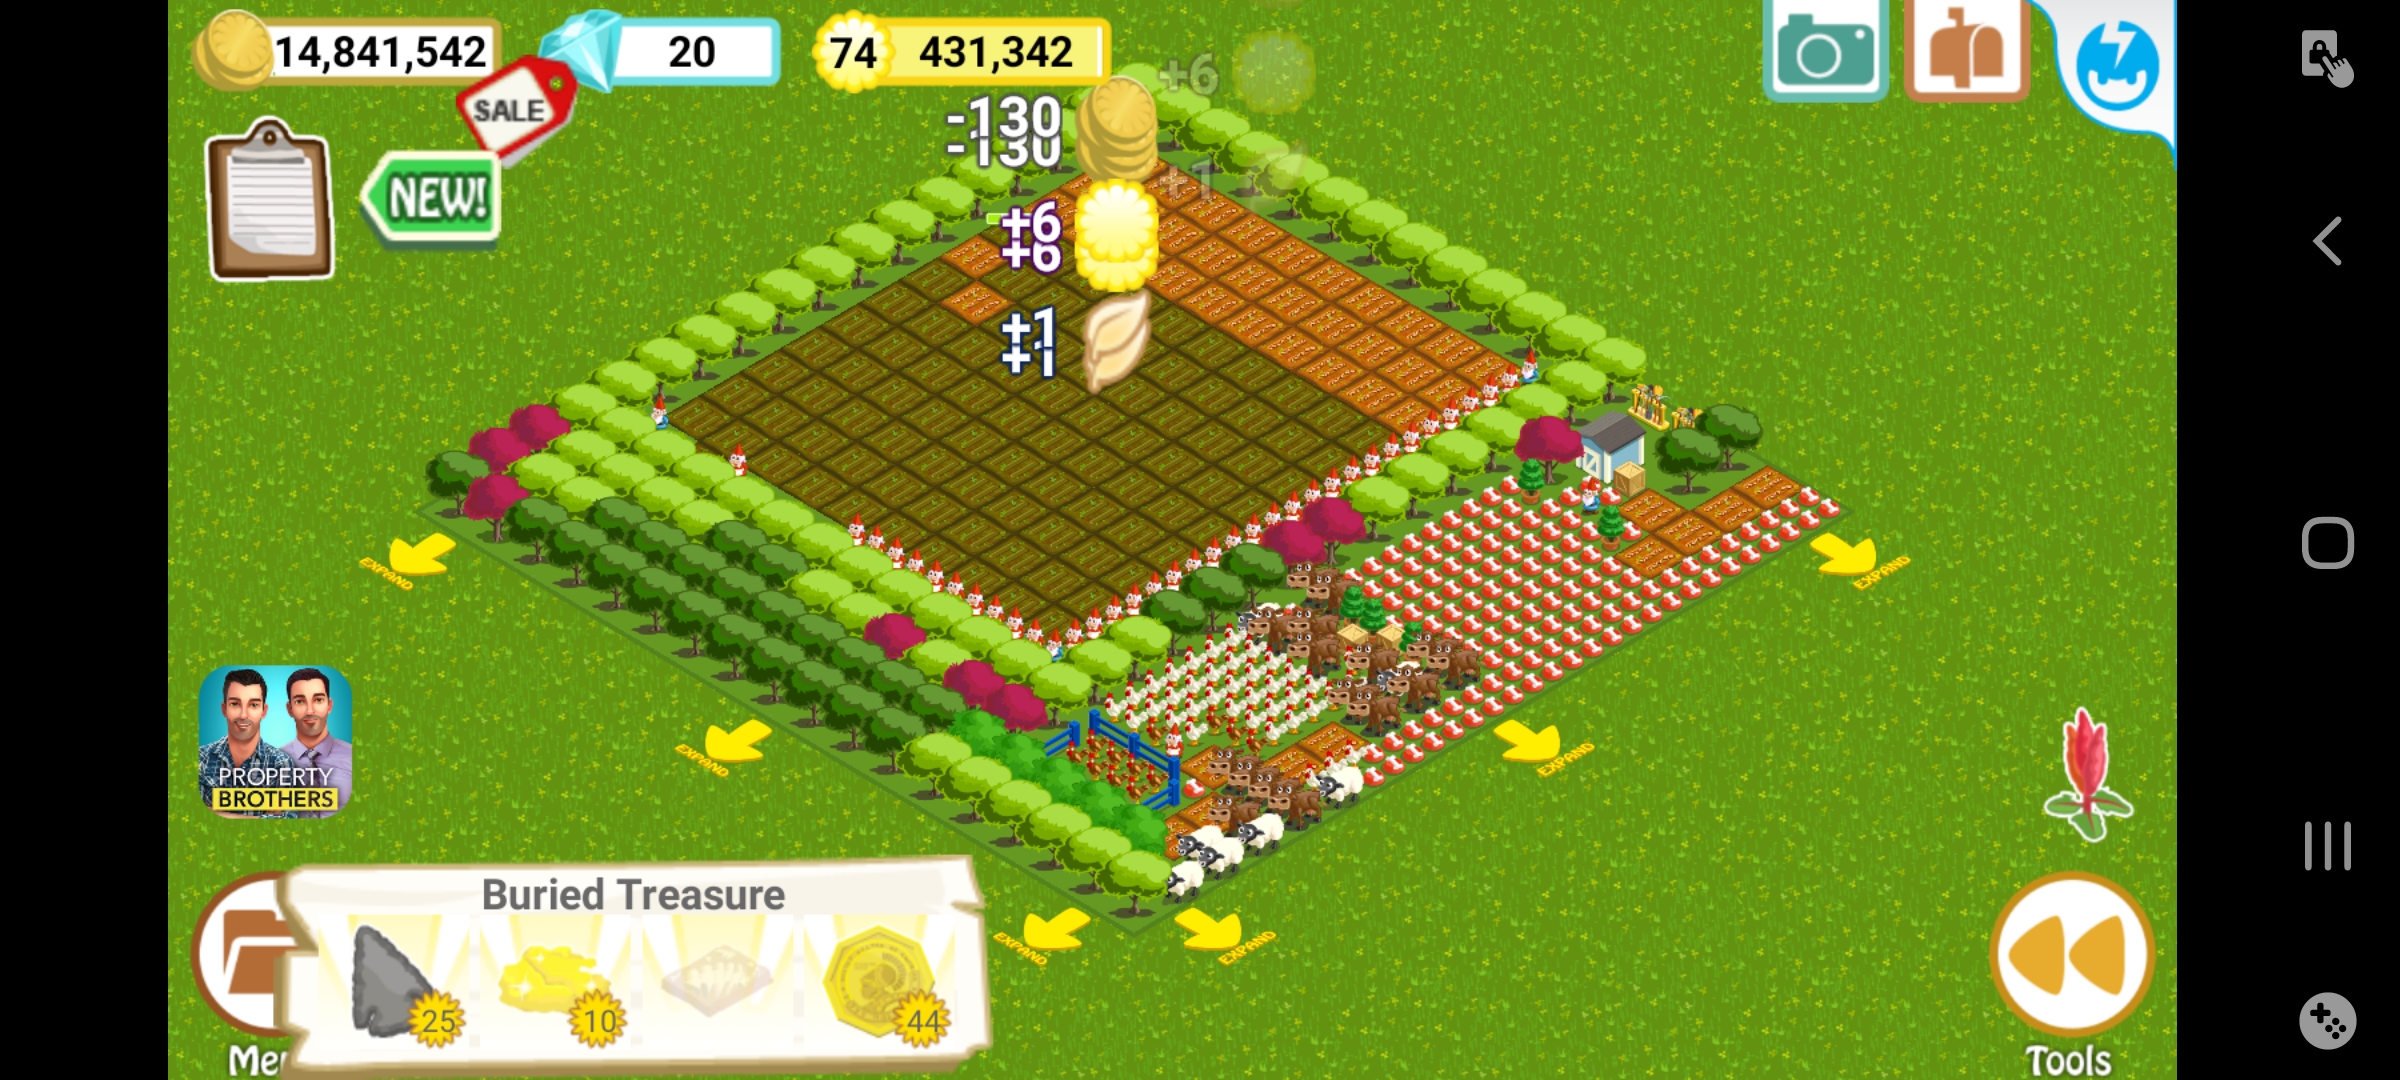 14,841,542
20
74 431,342
SALE
NEW!
+6
-130
-130
+1
+6
+6
+1
+1
EXPAND
EXPAND
EXPAND
EXPAND
EXPAND
EXPAND
PROPERTY
BROTHERS
Buried Treasure
25
10
44
Me
Tools